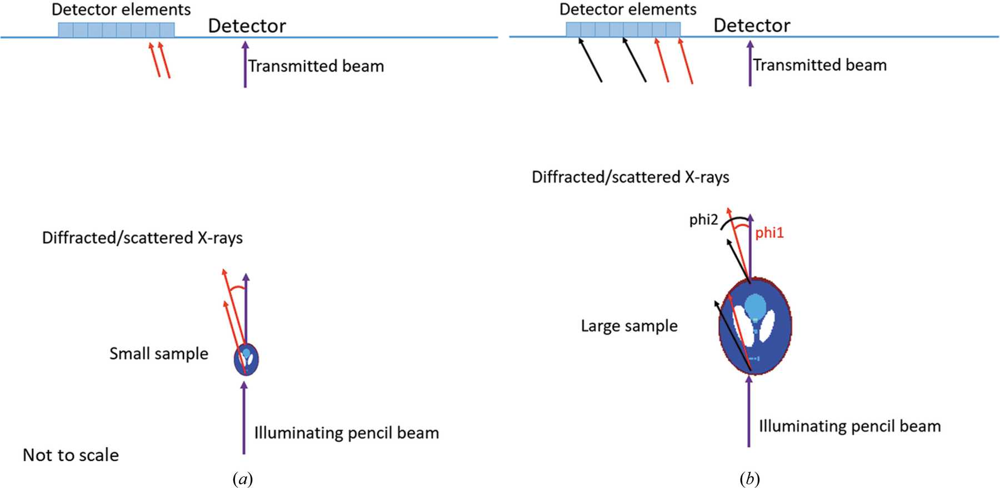 Detector elements
Detector
Transmitted beam
Diffracted/scattered X-rays
Small sample
Illuminating pencil beam
Not to scale
(a)
Detector elements
Detector
Transmitted beam
Diffracted/scattered X-rays
phi2
phi1
Large sample
Illuminating pencil beam
(b)